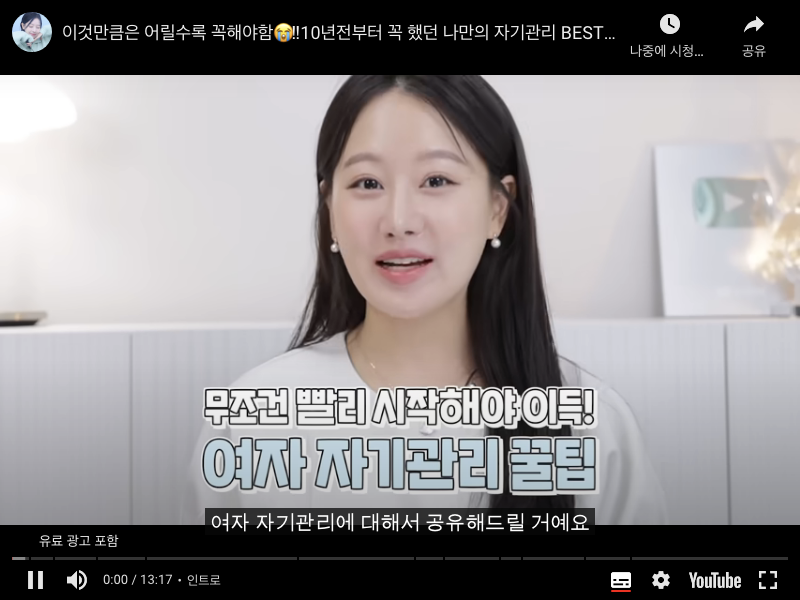 이것만큼은 어릴수록 꼭해야함😭!!10년전부터 꼭 했던 나만의 자기관리 BEST...
나중에 시청...
공유
무조건 빨리 시작해야 이득!
여자 자기관리 꿀팁
여자 자기관리에 대해서 공유해드릴 거예요
유료 광고 포함
0:00 / 13:17 • 인트로
YouTube